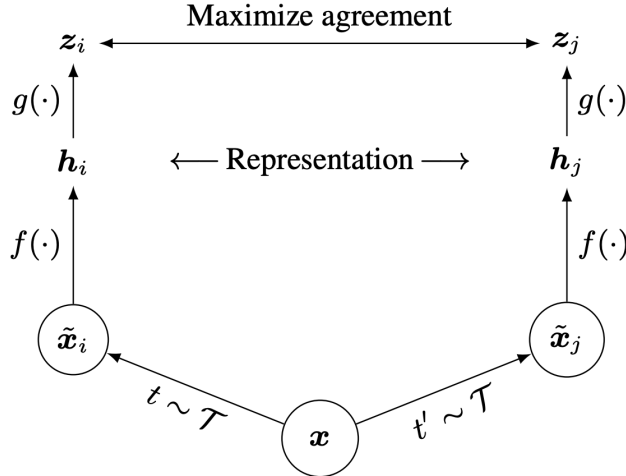 Maximize agreement
z_i z_j
g(·) g(·)
h_i ← Representation → h_j
f(·) f(·)
x̃_i x̃_j
t ∼ 𝒯 t′ ∼ 𝒯
x